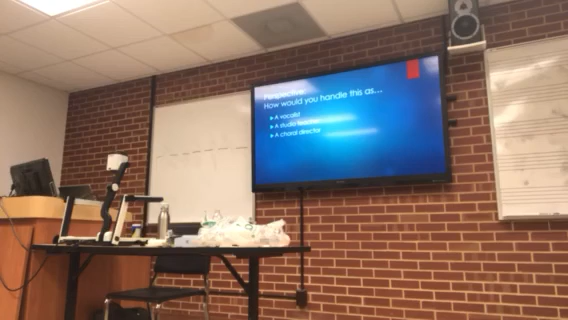 Perspective:
How would you handle this as...
A vocalist
A studio teacher
A choral director